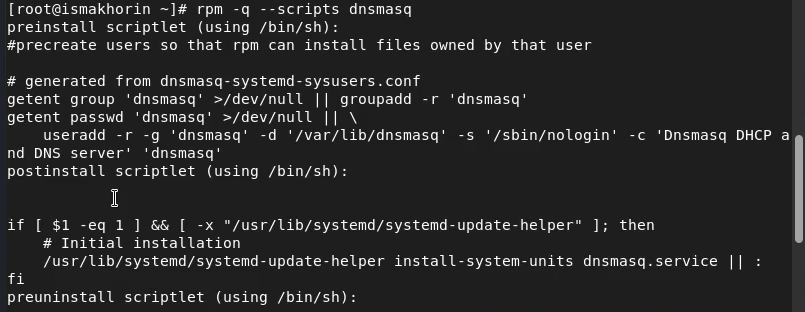 [root@ismakhorin ~]# rpm -q --scripts dnsmasq
preinstall scriptlet (using /bin/sh):
#precreate users so that rpm can install files owned by that user
# generated from dnsmasq-systemd-sysusers.conf
getent group 'dnsmasq' >/dev/null || groupadd -r 'dnsmasq'
getent passwd 'dnsmasq' >/dev/null || \
    useradd -r -g 'dnsmasq' -d '/var/lib/dnsmasq' -s '/sbin/nologin' -c 'Dnsmasq DHCP a
nd DNS server' 'dnsmasq'
postinstall scriptlet (using /bin/sh):
if [ $1 -eq 1 ] && [ -x "/usr/lib/systemd/systemd-update-helper" ]; then
    # Initial installation
    /usr/lib/systemd/systemd-update-helper install-system-units dnsmasq.service || :
fi
preuninstall scriptlet (using /bin/sh):